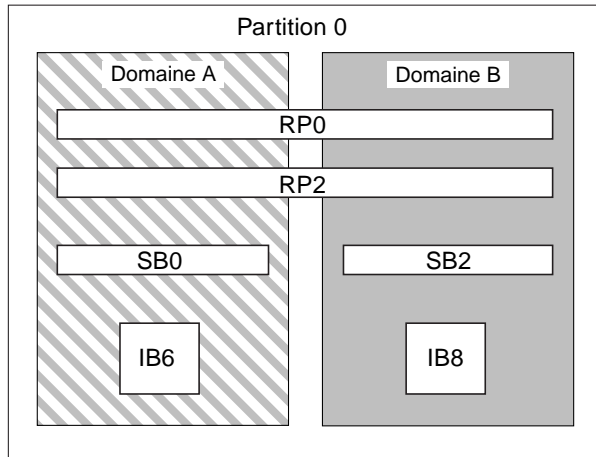 Partition 0
Domaine A
Domaine B
RP0
RP2
SB0
SB2
IB6
IB8